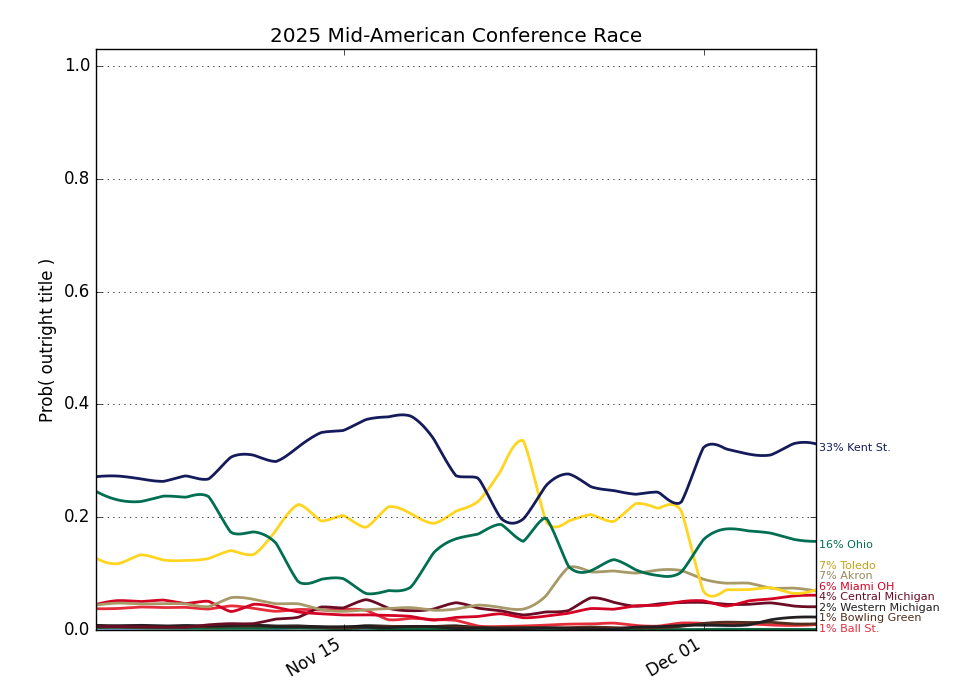 2025 Mid-American Conference Race
Prob( outright title )
1.0
0.8
0.6
0.4
0.2
0.0
Nov 15
Dec 01
33% Kent St.
16% Ohio
7% Toledo
7% Akron
6% Miami OH
4% Central Michigan
2% Western Michigan
1% Bowling Green
1% Ball St.